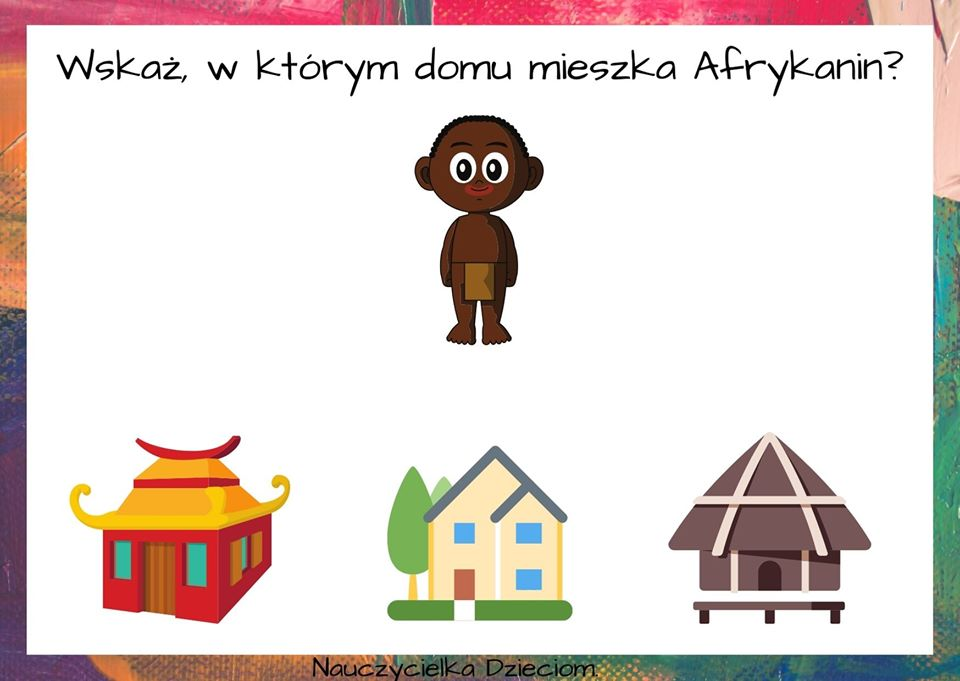 Wskaż, w którym domu mieszka Afrykanin?
Nauczycielka Dzieciom.